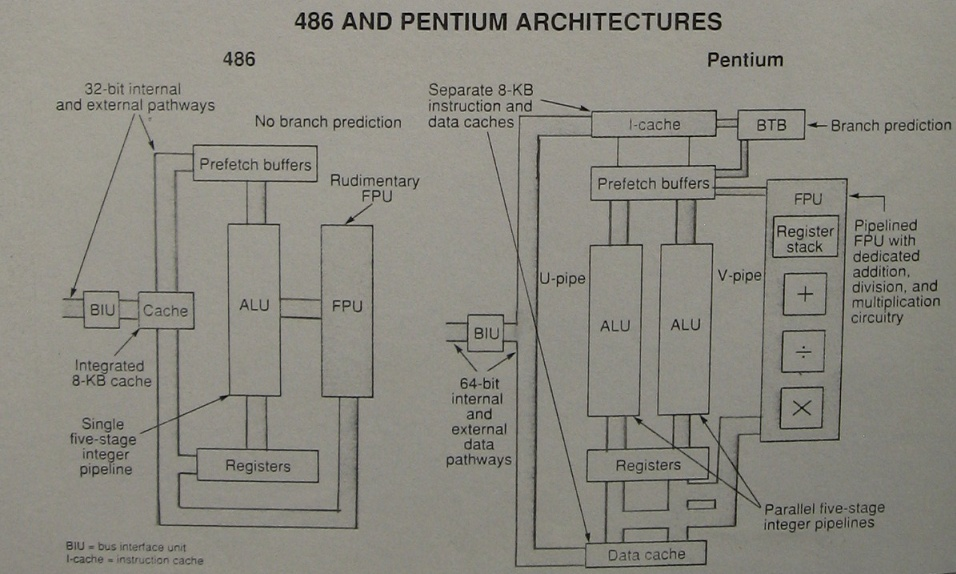 486 AND PENTIUM ARCHITECTURES
486
32-bit internal
and external pathways
No branch prediction
Prefetch buffers
Rudimentary
FPU
BIU
Cache
ALU
FPU
Integrated
8-KB cache
Single
five-stage
integer
pipeline
Registers
BIU = bus interface unit
I-cache = instruction cache
Pentium
Separate 8-KB
instruction and
data caches
I-cache
BTB
Branch prediction
Prefetch buffers
FPU
Register
stack
+
÷
×
Pipelined
FPU with
dedicated
addition,
division, and
multiplication
circuitry
U-pipe
V-pipe
ALU
ALU
BIU
64-bit
internal
and
external
data
pathways
Registers
Parallel five-stage
integer pipelines
Data cache